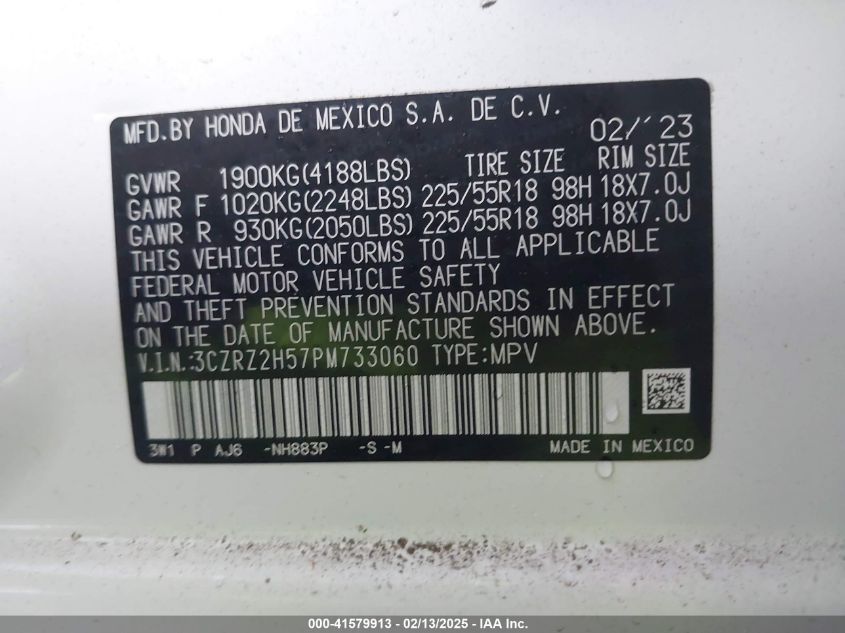 MFD.BY HONDA DE MEXICO S.A. DE C.V. 02/´23
GVWR 1900KG(4188LBS) TIRE SIZE RIM SIZE
GAWR F 1020KG(2248LBS) 225/55R18 98H 18X7.0J
GAWR R 930KG(2050LBS) 225/55R18 98H 18X7.0J
THIS VEHICLE CONFORMS TO ALL APPLICABLE
FEDERAL MOTOR VEHICLE SAFETY
AND THEFT PREVENTION STANDARDS IN EFFECT
ON THE DATE OF MANUFACTURE SHOWN ABOVE.
V.I.N.:3CZRZ2H57PM733060 TYPE:MPV
3W1 P AJ6 -NH883P -S -M MADE IN MEXICO
000-41579913 - 02/13/2025 - IAA Inc.